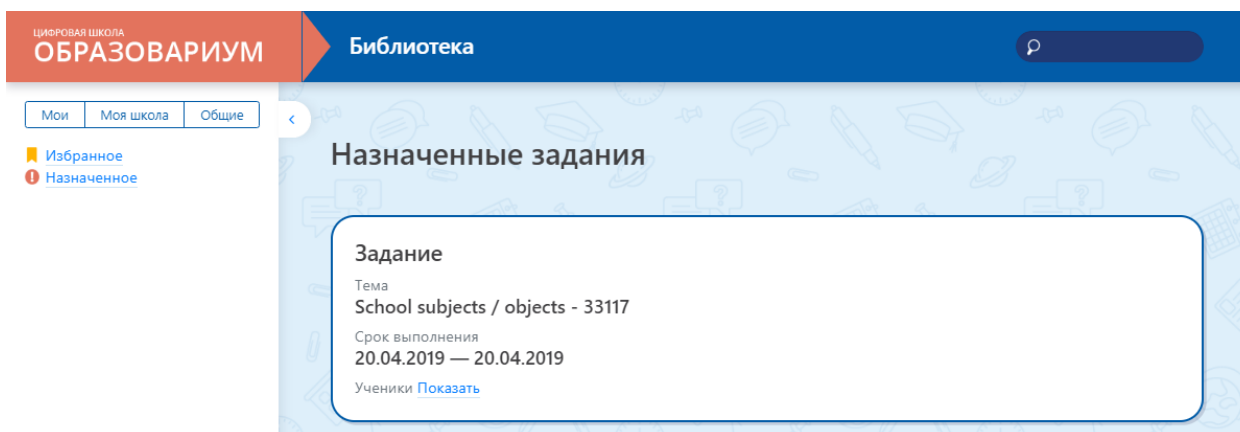 ЦИФРОВАЯ ШКОЛА
ОБРАЗОВАРИУМ
Библиотека
Мои Моя школа Общие
Избранное
Назначенное
Назначенные задания
Задание
Тема
School subjects / objects - 33117
Срок выполнения
20.04.2019 — 20.04.2019
Ученики Показать